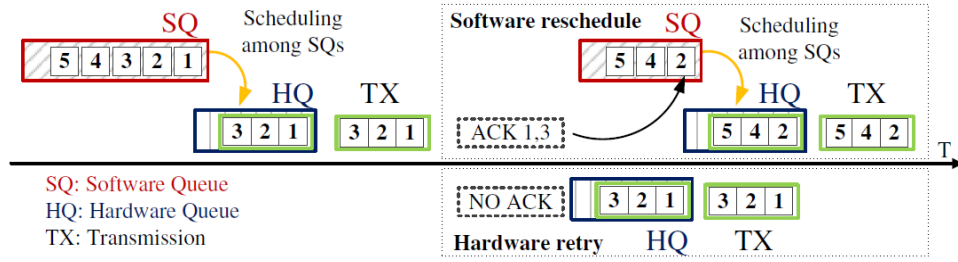 SQ
Scheduling
among SQs
5 4 3 2 1
HQ
TX
3 2 1
3 2 1
Software reschedule
SQ
Scheduling
among SQs
5 4 2
HQ
TX
ACK 1.3
5 4 2
5 4 2
T
SQ: Software Queue
HQ: Hardware Queue
TX: Transmission
NO ACK
3 2 1
3 2 1
Hardware retry
HQ
TX